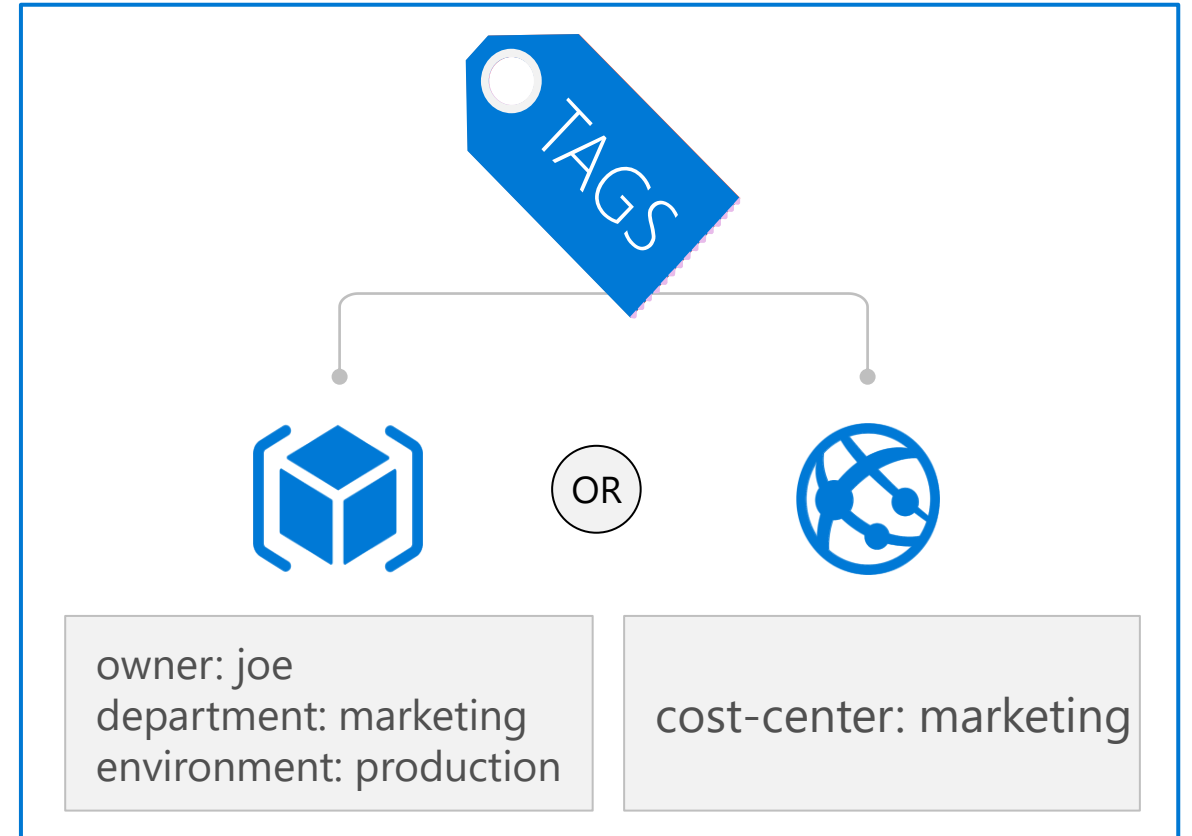 TAGS
OR
owner: joe
department: marketing
environment: production
cost-center: marketing